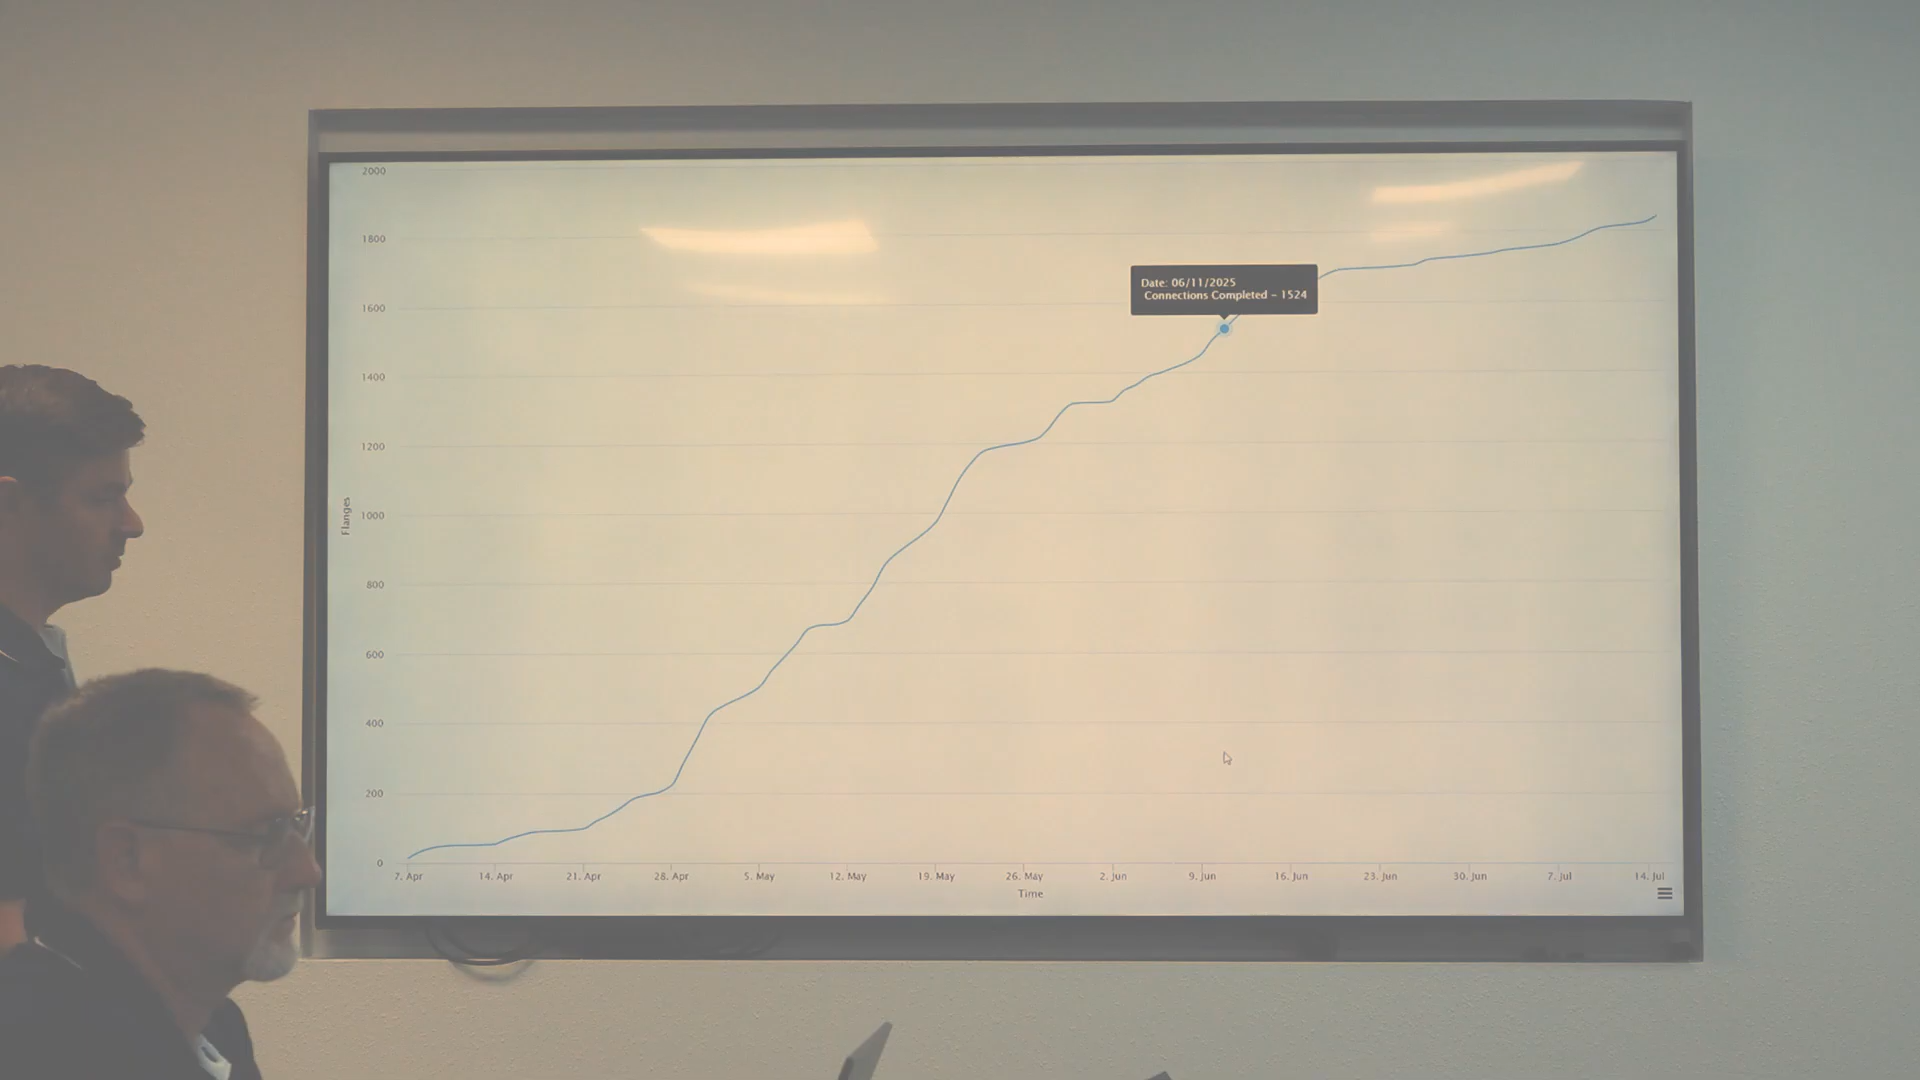 2000
1800
1600
1400
1200
1000
800
600
400
200
0
Flanges
Date: 06/11/2025
Connections Completed - 1524
7. Apr 14. Apr 21. Apr 28. Apr 5. May 12. May 19. May 26. May 2. Jun 9. Jun 16. Jun 23. Jun 30. Jun 7. Jul 14. Jul
Time